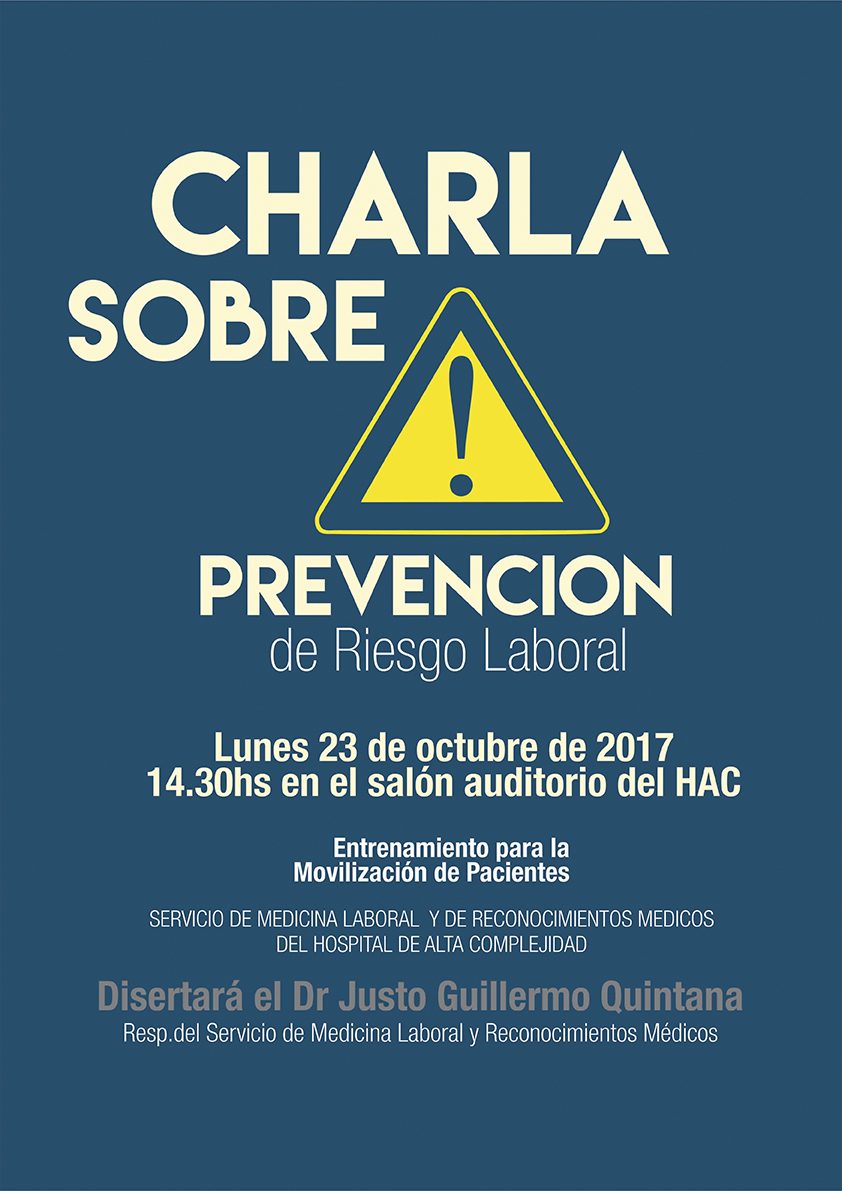 CHARLA
SOBRE
!
PREVENCION
de Riesgo Laboral
Lunes 23 de octubre de 2017
14.30hs en el salón auditorio del HAC
Entrenamiento para la
Movilización de Pacientes
SERVICIO DE MEDICINA LABORAL Y DE RECONOCIMIENTOS MEDICOS
DEL HOSPITAL DE ALTA COMPLEJIDAD
Disertará el Dr Justo Guillermo Quintana
Resp.del Servicio de Medicina Laboral y Reconocimientos Médicos